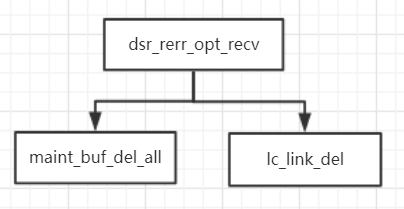 dsr_rerr_opt_recv
maint_buf_del_all
lc_link_del